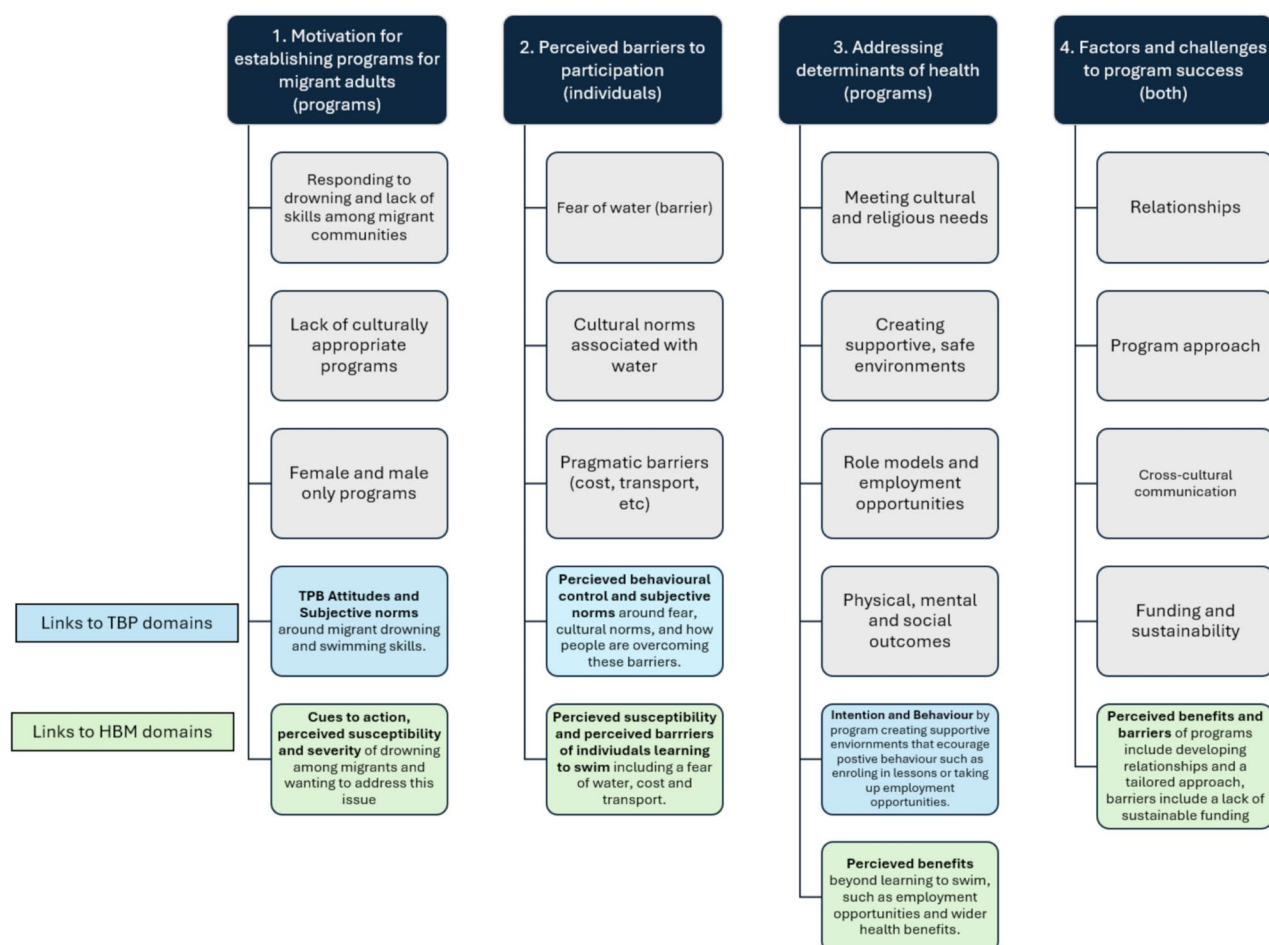 1. Motivation for
establishing programs for
migrant adults
(programs)
Responding to
drowning and lack of
skills among migrant
communities
Lack of culturally
appropriate
programs
Female and male
only programs
TPB Attitudes and
Subjective norms
around migrant drowning
and swimming skills.
Cues to action,
perceived susceptibility
and severity of drowning
among migrants and
wanting to address this
issue
2. Perceived barriers to
participation
(individuals)
Fear of water (barrier)
Cultural norms
associated with
water
Pragmatic barriers
(cost, transport,
etc)
Percieved behavioural
control and subjective
norms around fear,
cultural norms, and how
people are overcoming
these barriers.
Percieved susceptibility
and perceived barrriers
of indiviudals learning
to swim including a fear
of water, cost and
transport.
3. Addressing
determinants of health
(programs)
Meeting cultural
and religious needs
Creating
supportive, safe
environments
Role models and
employment
opportunities
Physical, mental
and social
outcomes
Intention and Behaviour by
program creating supportive
enviornments that ecourage
postive behaviour such as
enroling in lessons or taking
up employment
opportunities.
Percieved benefits
beyond learning to swim,
such as employment
opportunities and wider
health benefits.
4. Factors and challenges
to program success
(both)
Relationships
Program approach
Cross-cultural
communication
Funding and
sustainability
Perceived benefits and
barriers of programs
include developing
relationships and a
tailored approach,
barriers include a lack of
sustainable funding
Links to TBP domains
Links to HBM domains